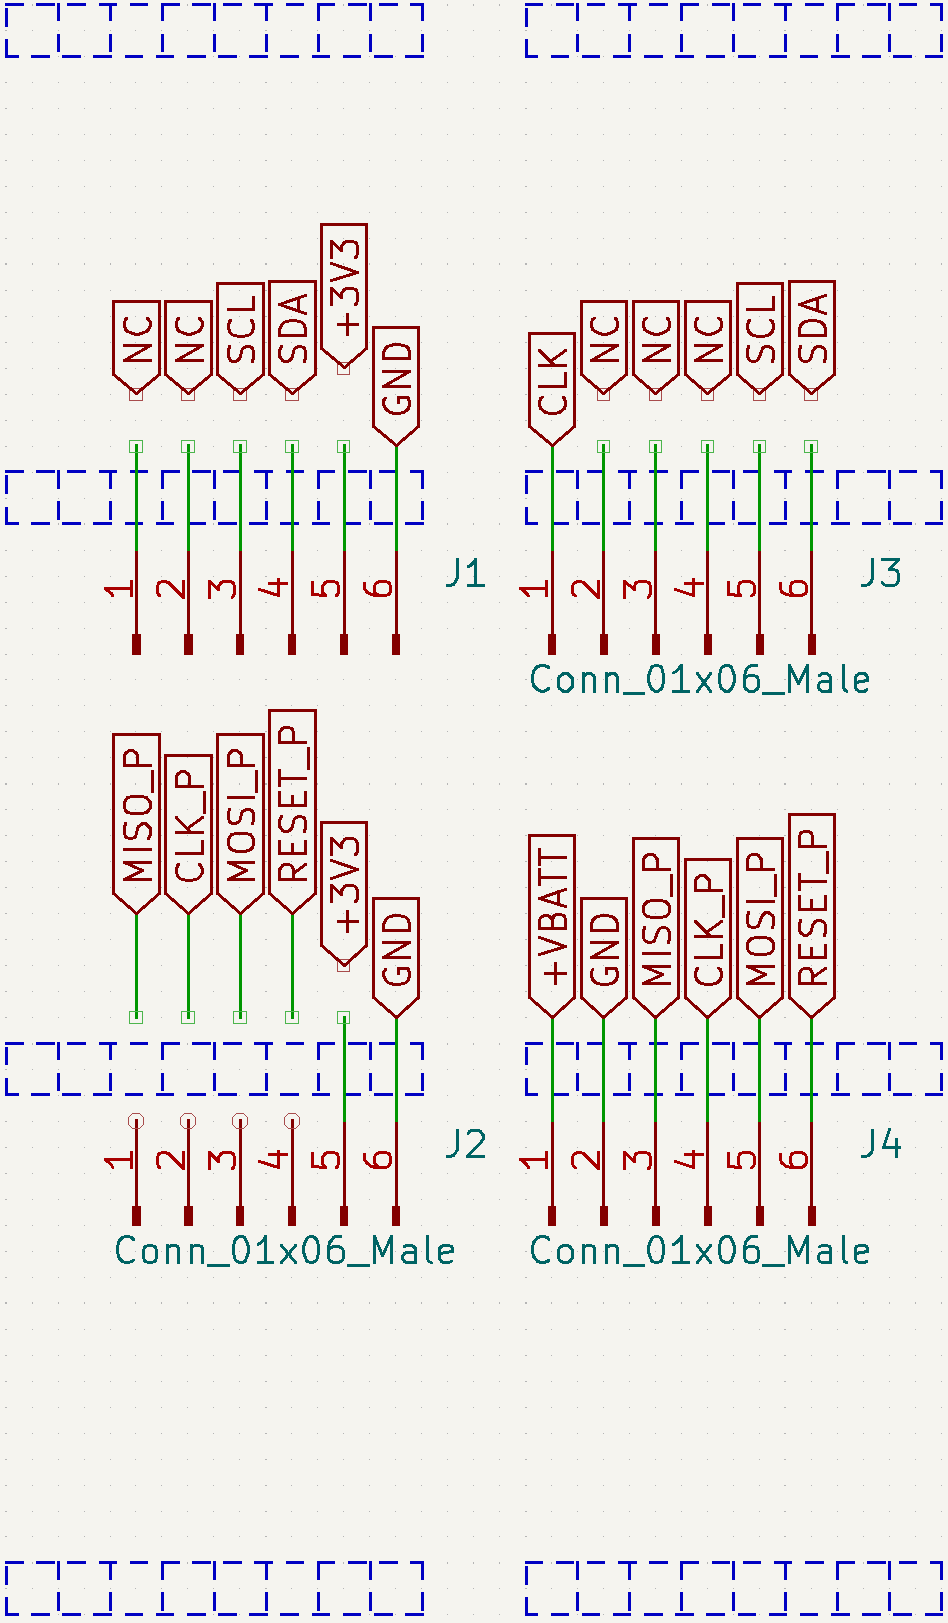 NC
NC
SCL
SDA
+3V3
GND
1
2
3
4
5
6
J1
CLK
NC
NC
NC
SCL
SDA
1
2
3
4
5
6
J3
Conn_01x06_Male
MISO_P
CLK_P
MOSI_P
RESET_P
+3V3
GND
1
2
3
4
5
6
J2
Conn_01x06_Male
+VBATT
GND
MISO_P
CLK_P
MOSI_P
RESET_P
1
2
3
4
5
6
J4
Conn_01x06_Male